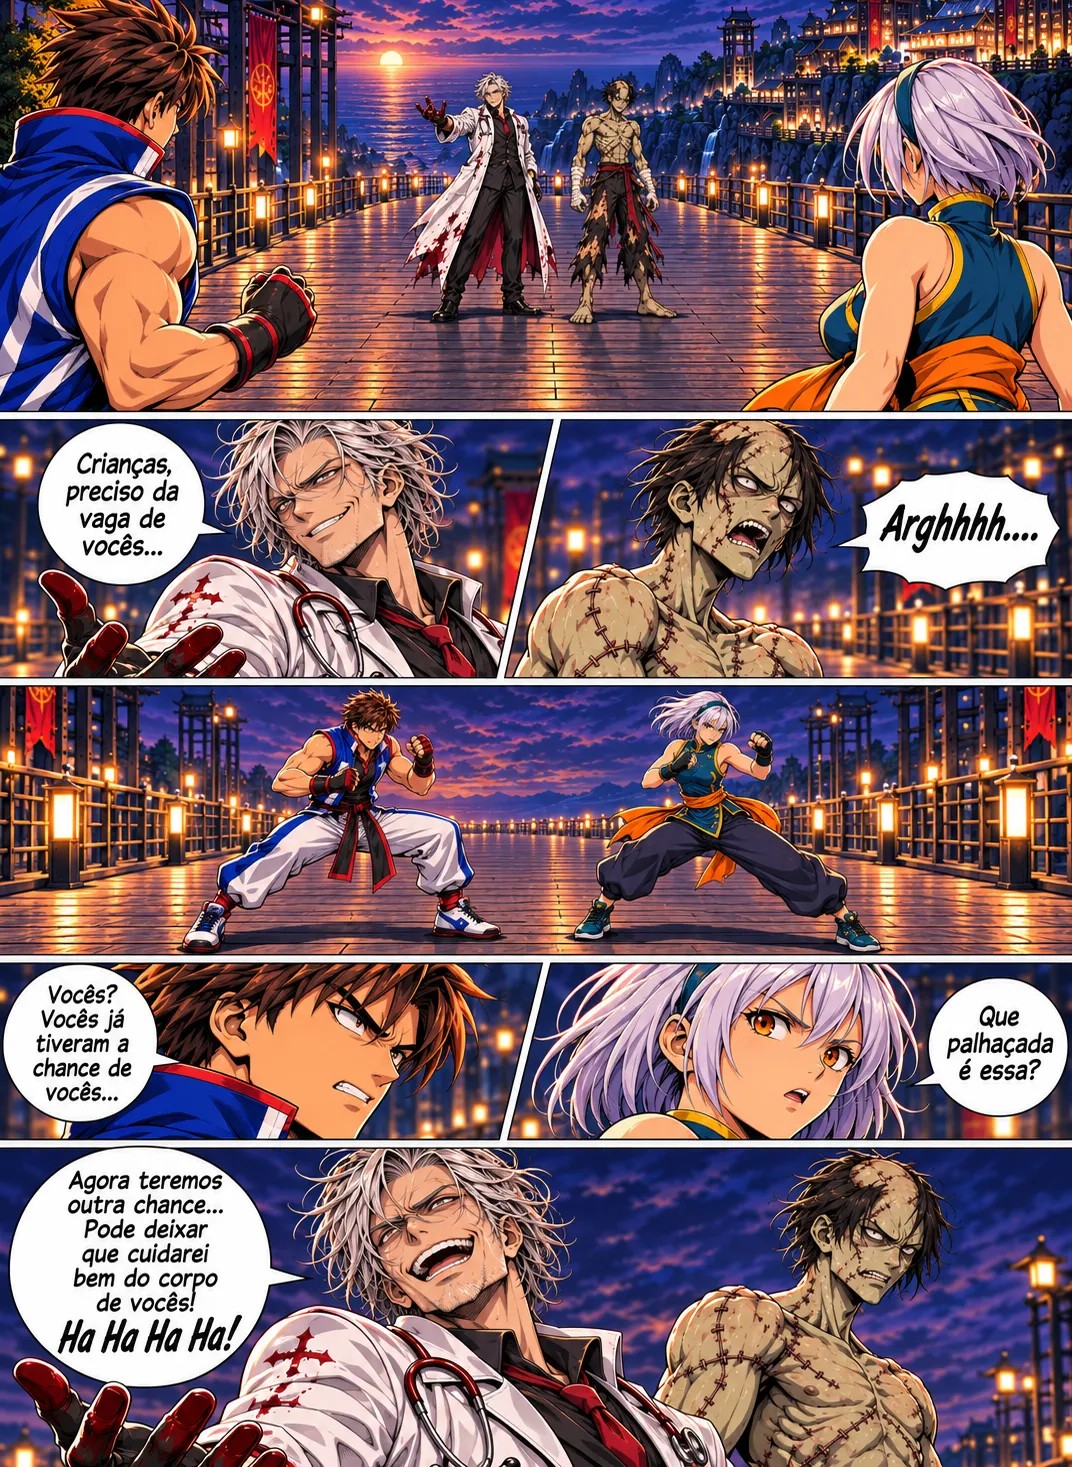 Crianças,
preciso da
vaga de
vocês...
Arghhhh....
Vocês?
Vocês já
tiveram a
chance de
vocês...
Que
palhaçada
é essa?
Agora teremos
outra chance...
Pode deixar
que cuidarei
bem do corpo
de vocês!
Ha Ha Ha Ha!